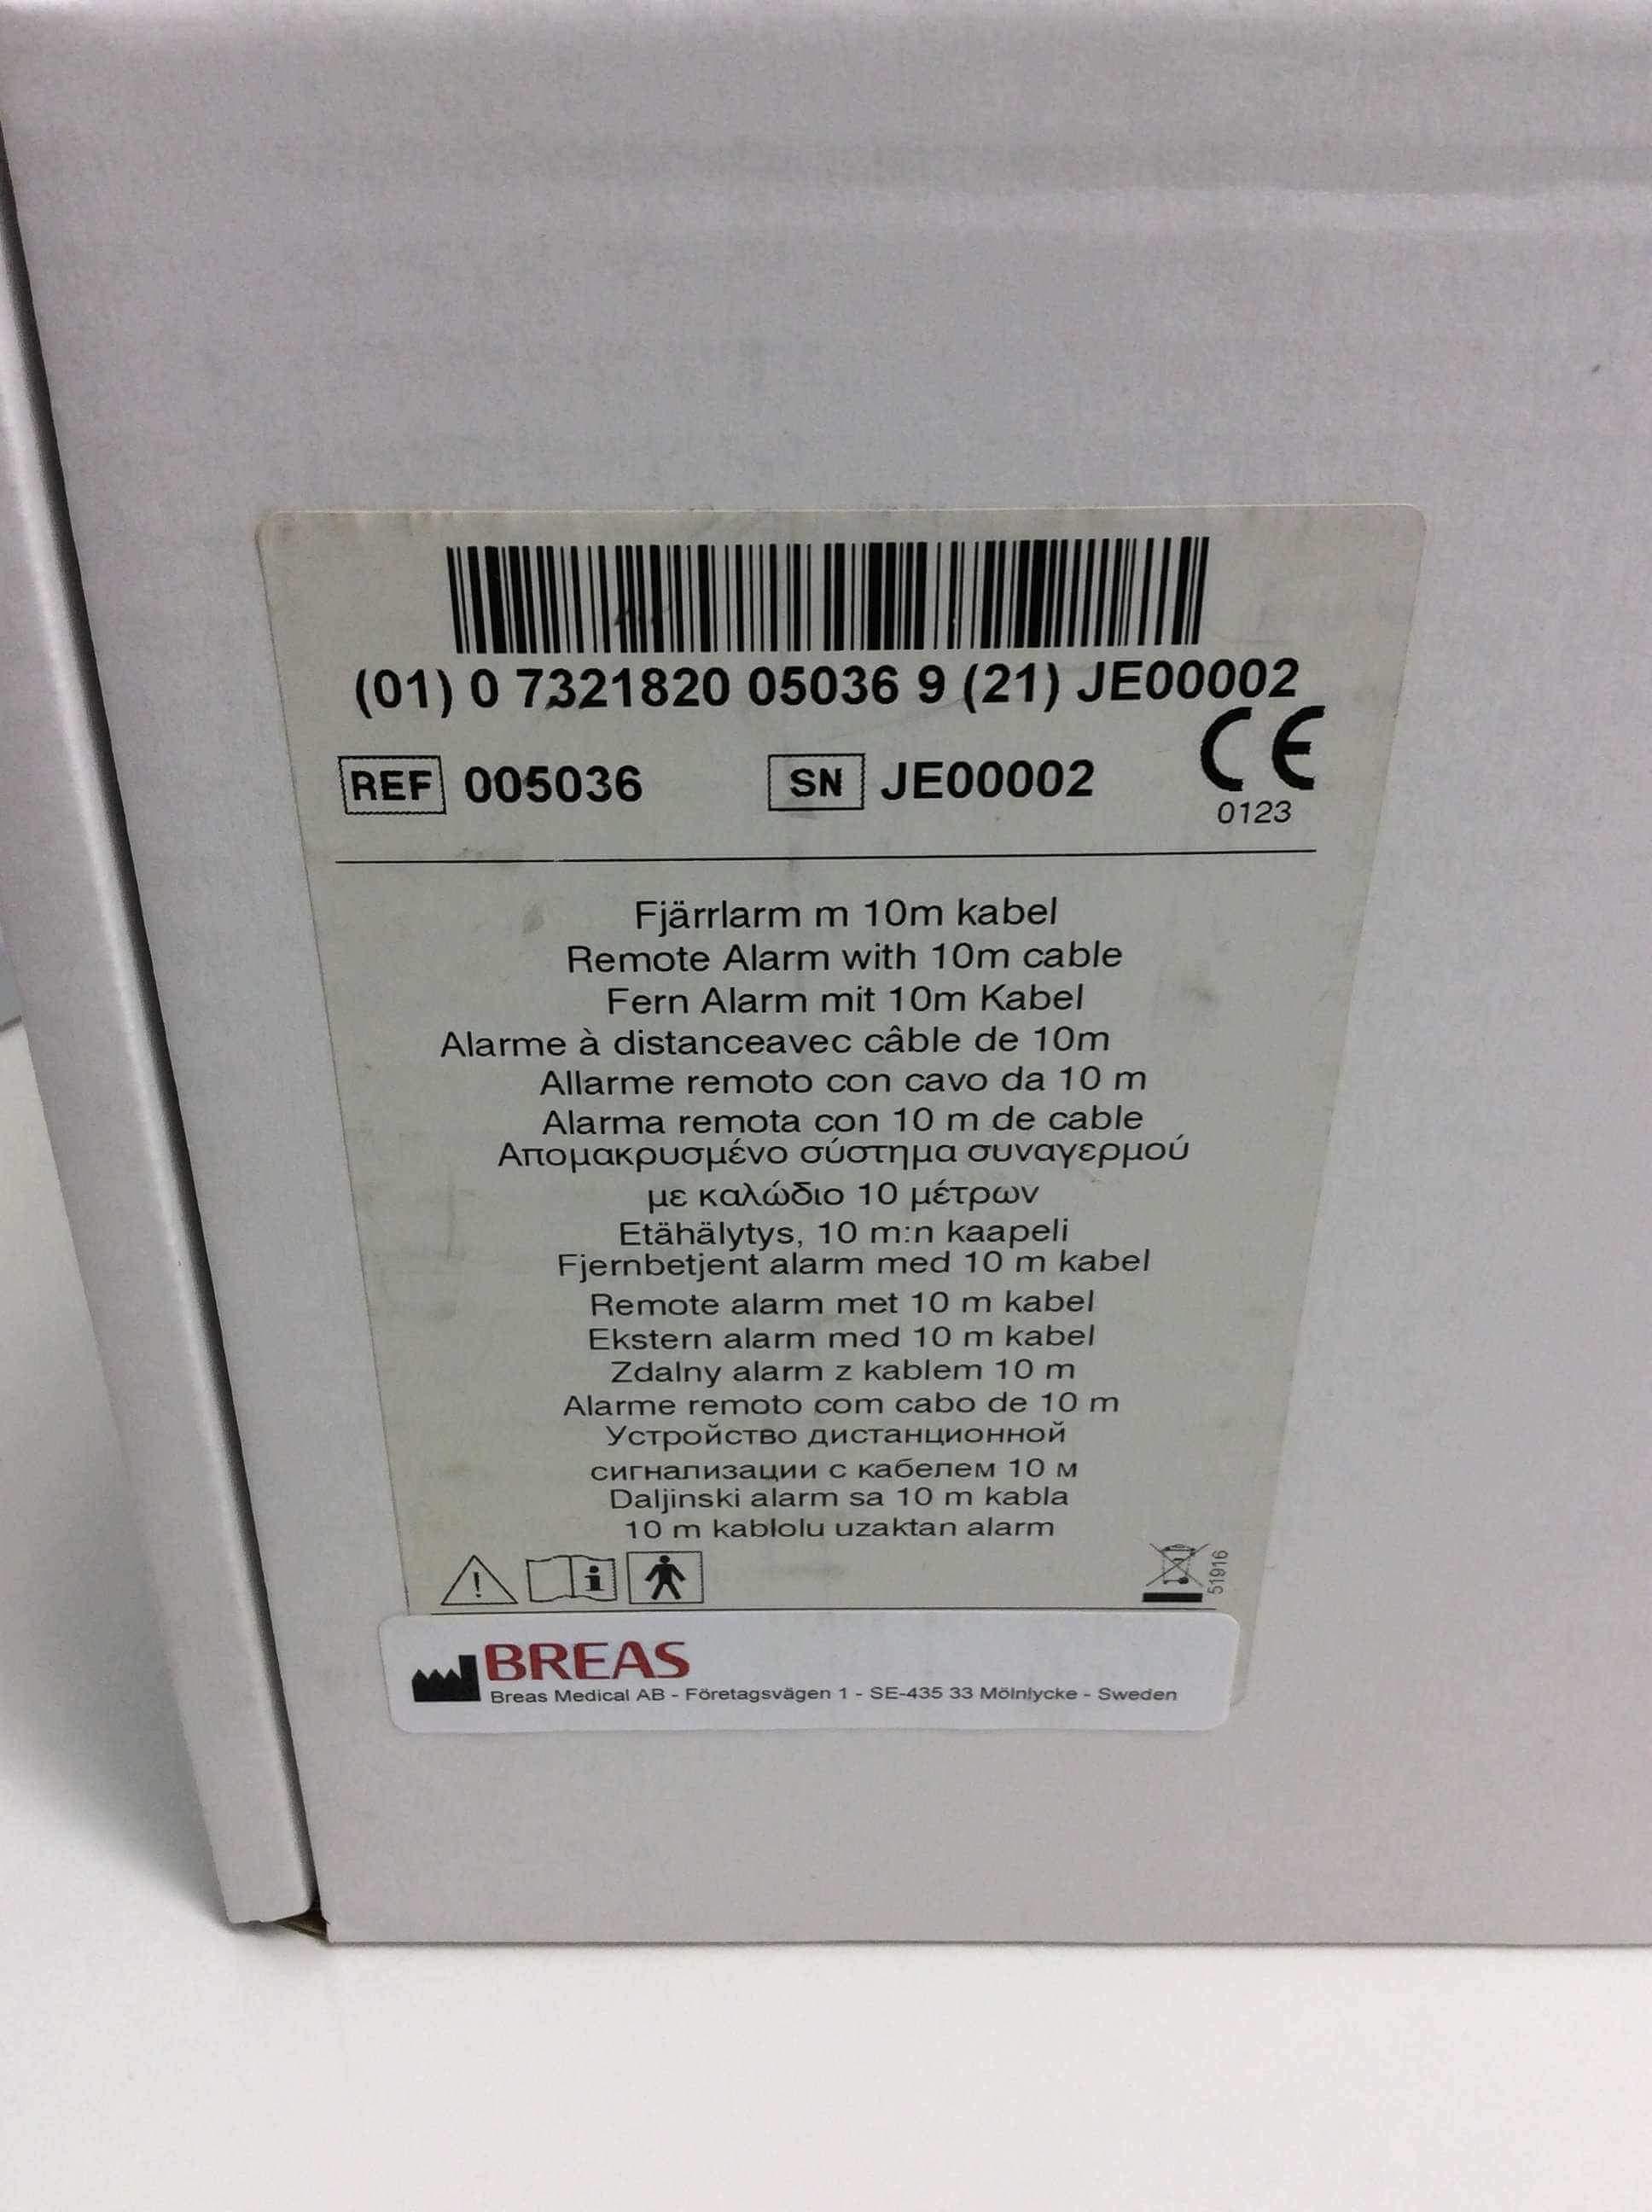 (01) 0 7321820 05036 9 (21) JE00002
REF 005036 SN JE00002 CE
0123
Fjärrlarm m 10m kabel
Remote Alarm with 10m cable
Fern Alarm mit 10m Kabel
Alarme à distanceavec câble de 10m
Allarme remoto con cavo da 10 m
Alarma remota con 10 m de cable
Απομακρυσμένο σύστημα συναγερμού
με καλώδιο 10 μέτρων
Etähälytys, 10 m:n kaapeli
Fjernbetjent alarm med 10 m kabel
Remote alarm met 10 m kabel
Ekstern alarm med 10 m kabel
Zdalny alarm z kablem 10 m
Alarme remoto com cabo de 10 m
Устройство дистанционной
сигнализации с кабелем 10 м
Daljinski alarm sa 10 m kabla
10 m kablolu uzaktan alarm
51916
BREAS
Breas Medical AB - Företagsvägen 1 - SE-435 33 Mölnlycke - Sweden